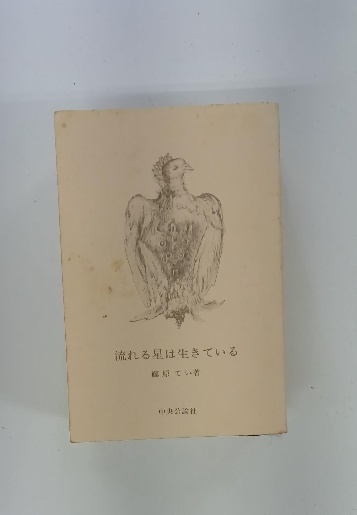 流れる星は生きている
藤原てい著
中央公論社